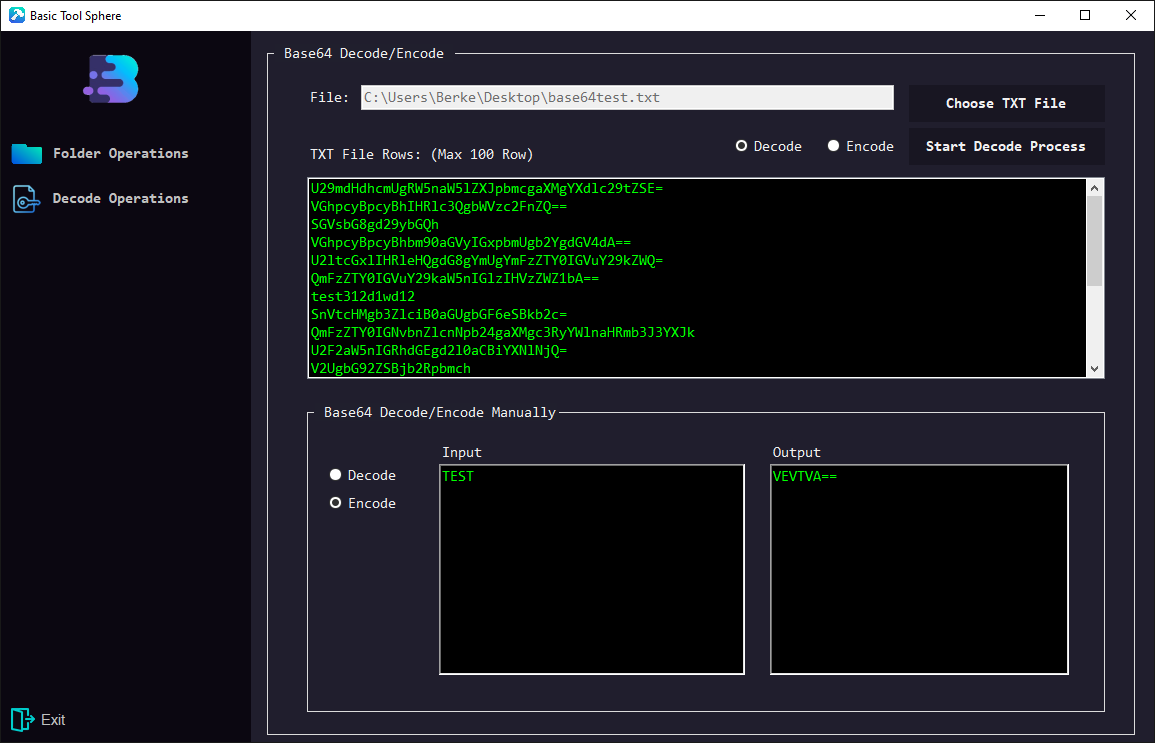 Basic Tool Sphere
Base64 Decode/Encode
File: C:\Users\Berke\Desktop\base64test.txt
Choose TXT File
Folder Operations
TXT File Rows: (Max 100 Row)
Decode
Encode
Start Decode Process
Decode Operations
U29mdHdhcmUgRW5naW5lZXJpbmcgaXMgYXdlc29tZSE=
VGhpcyBpcyBhIHRlc3QgbWVzc2FnZQ==
SGVsbG8gd29ybGQh
VGhpcyBpcyBhbm90aGVyIGxpbmUgb2YgdGV4dA==
U2ltcGxlIHRleHQgdG8gYmUgYmFzZTY0IGVuY29kZWQ=
QmFzZTY0IGVuY29kaW5nIGlzIHVzZWZ1bA==
test312d1wd12
SnVtcHMgb3ZlciB0aGUgbGF6eSBkb2c=
QmFzZTY0IGNvbnZlcnNpb24gaXMgc3RyYWlnaHRmb3J3YXJk
U2F2aW5nIGRhdGEgd2l0aCBiYXNlNjQ=
V2UgbG92ZSBjb2Rpbmch
Base64 Decode/Encode Manually
Input
Output
Decode
Encode
TEST
VEVTVA==
Exit